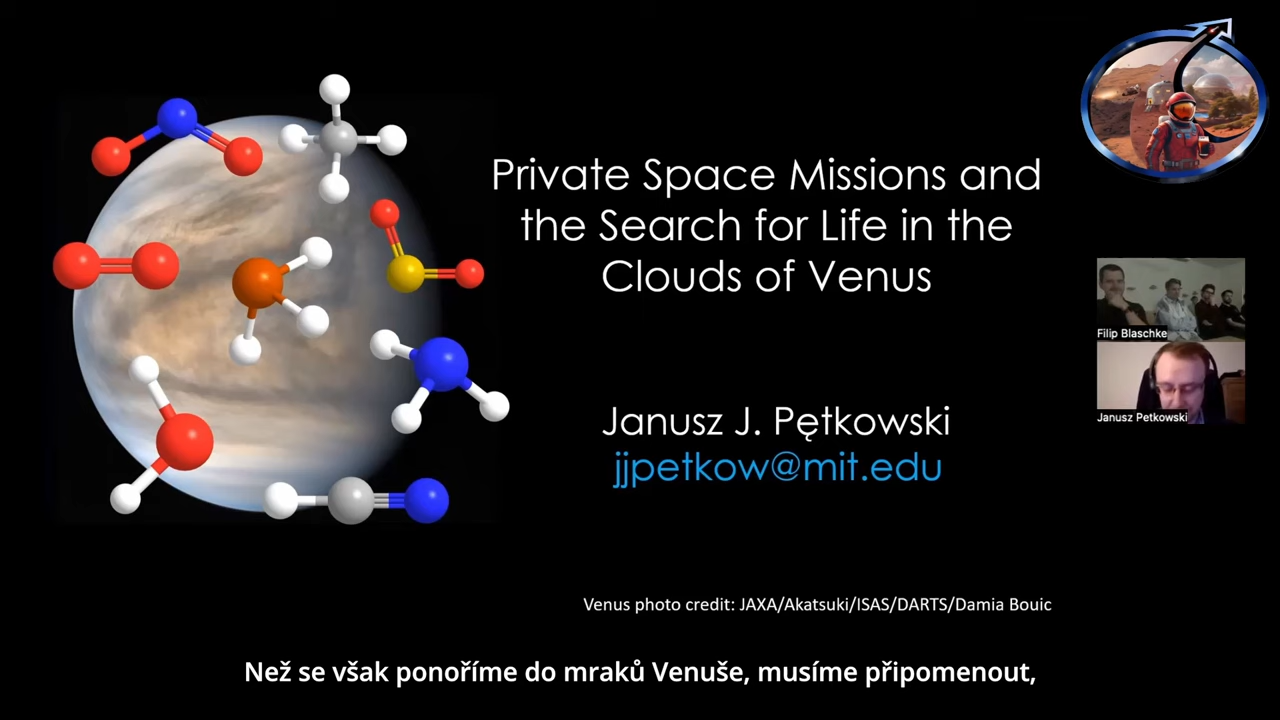 Private Space Missions and
the Search for Life in the
Clouds of Venus
Janusz J. Pętkowski
jjpetkow@mit.edu
Filip Blaschke
Janusz Petkowski
Venus photo credit: JAXA/Akatsuki/ISAS/DARTS/Damia Bouic
Než se však ponoříme do mraků Venuše, musíme připomenout,